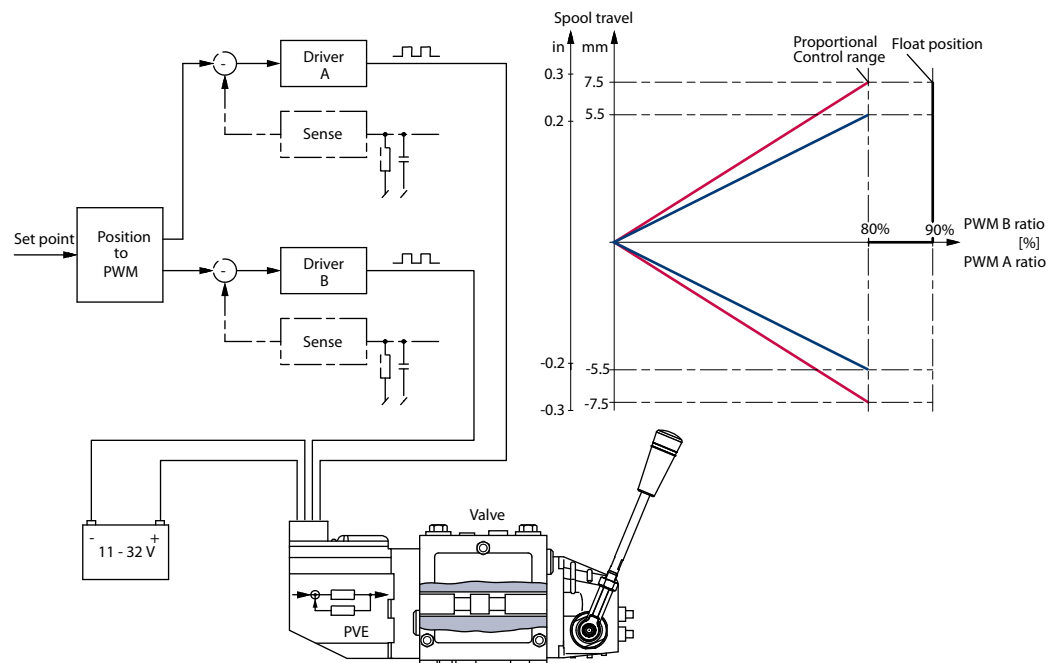 Driver
A
Sense
Set point
Position
to
PWM
Driver
B
Sense
- +
11 - 32 V
PVE
Valve
Spool travel
in
mm
Proportional
Control range
Float position
0.3
7.5
5.5
0.2
80%
90%
PWM B ratio
[%]
PWM A ratio
-0.2
-5.5
-0.3
-7.5
-
-